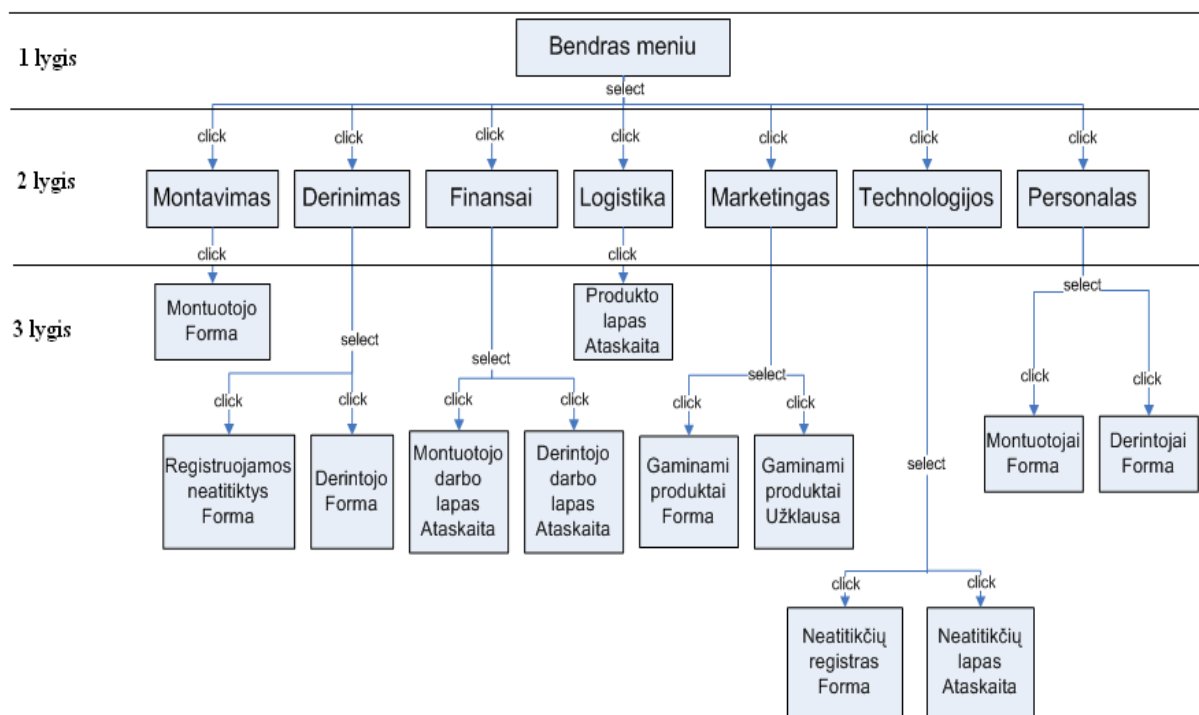 Bendras meniu
1 lygis
select
click
click
click
click
click
click
click
2 lygis
Montavimas
Derinimas
Finansai
Logistika
Marketingas
Technologijos
Personalas
click
click
3 lygis
Montuotojo
Forma
Produkto
lapas
Ataskaita
select
select
select
select
click
click
click
click
click
click
click
click
Registruojamos
neatitiktys
Forma
Derintojo
Forma
Montuotojo
darbo
lapas
Ataskaita
Derintojo
darbo
lapas
Ataskaita
Gaminami
produktai
Forma
Gaminami
produktai
Užklausa
Montuotojai
Forma
Derintojai
Forma
select
click
click
Neatitikčių
registras
Forma
Neatitikčių
lapas
Ataskaita